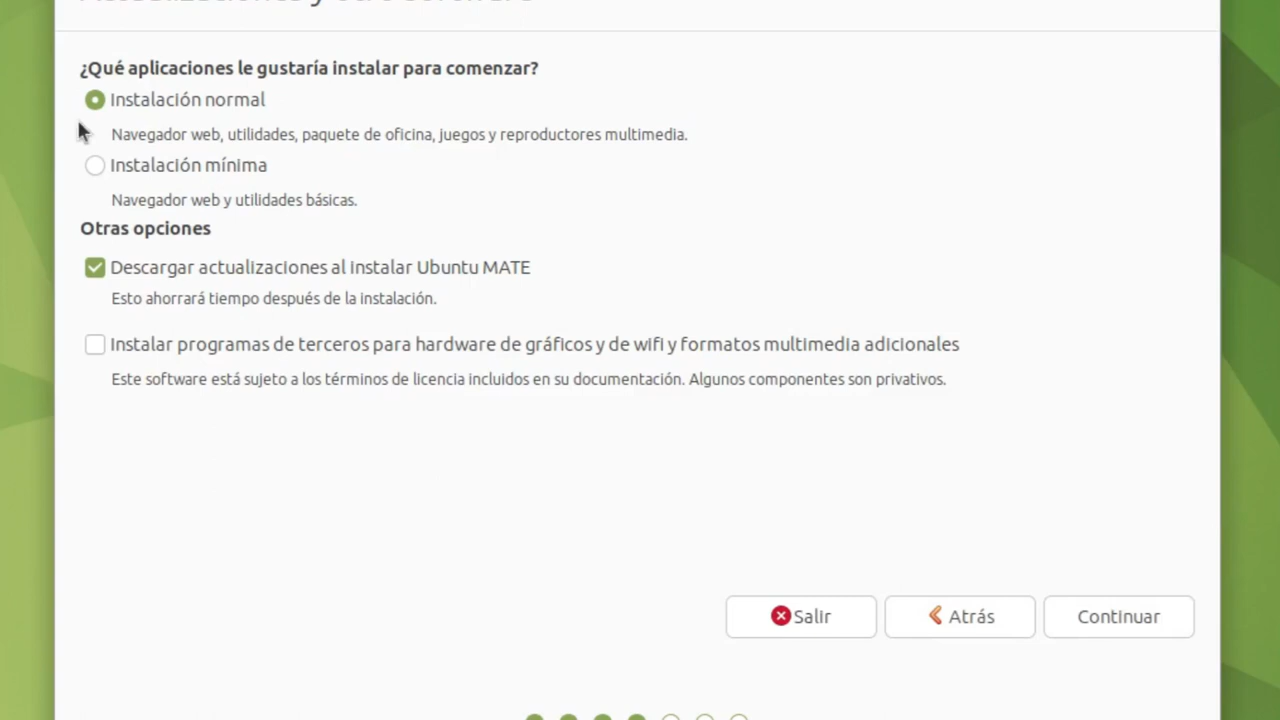 Actualizaciones y otro software
¿Qué aplicaciones le gustaría instalar para comenzar?
Instalación normal
Navegador web, utilidades, paquete de oficina, juegos y reproductores multimedia.
Instalación mínima
Navegador web y utilidades básicas.
Otras opciones
Descargar actualizaciones al instalar Ubuntu MATE
Esto ahorrará tiempo después de la instalación.
Instalar programas de terceros para hardware de gráficos y de wifi y formatos multimedia adicionales
Este software está sujeto a los términos de licencia incluidos en su documentación. Algunos componentes son privativos.
Salir
Atrás
Continuar